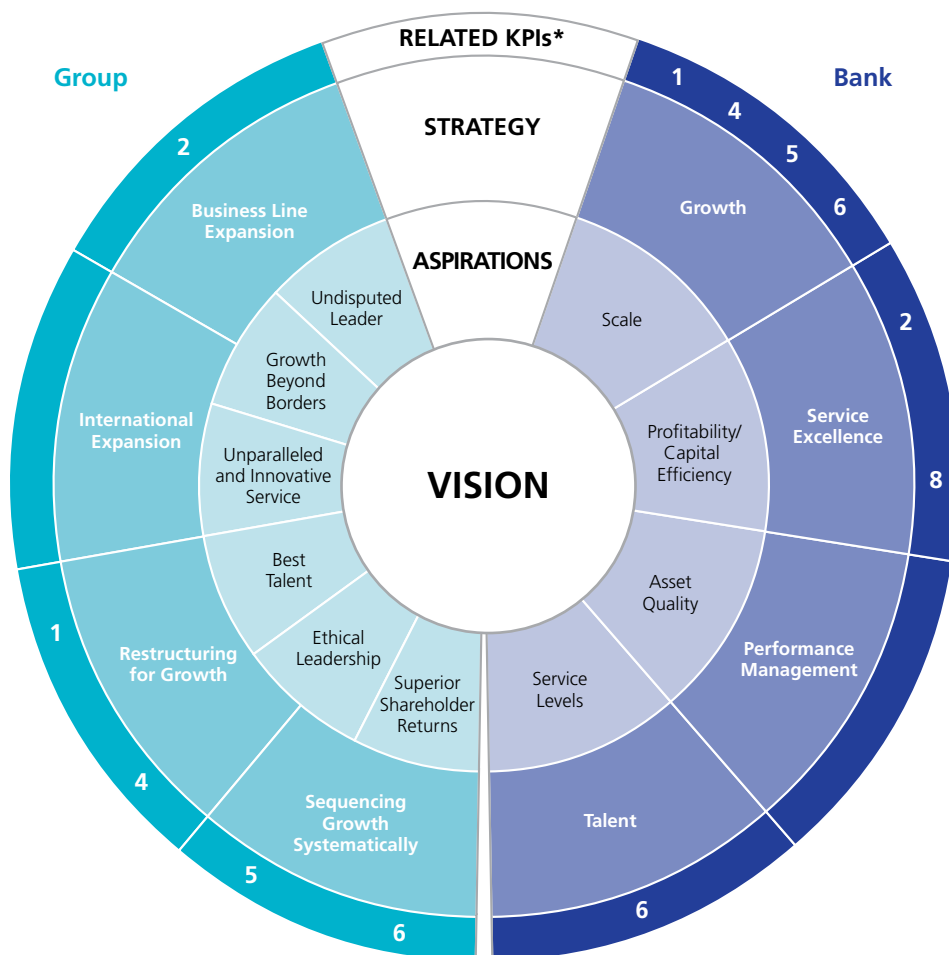 RELATED KPIs*
Group
Bank
STRATEGY
ASPIRATIONS
VISION
2
Business Line
Expansion
International
Expansion
1
Restructuring
for Growth
4
Sequencing
Growth
Systematically
5
6
Undisputed
Leader
Growth
Beyond
Borders
Unparalleled
and Innovative
Service
Best
Talent
Ethical
Leadership
Superior
Shareholder
Returns
1
4
5
6
Growth
2
Service
Excellence
8
Performance
Management
Talent
6
Scale
Profitability/
Capital
Efficiency
Asset
Quality
Service
Levels